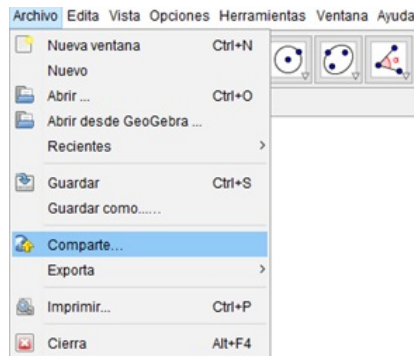 Archivo Edita Vista Opciones Herramientas Ventana Ayuda
Nueva ventana Ctrl+N
Nuevo
Abrir ... Ctrl+O
Abrir desde GeoGebra ...
Recientes >
Guardar Ctrl+S
Guardar como......
Comparte...
Exporta >
Imprimir... Ctrl+P
Cierra Alt+F4